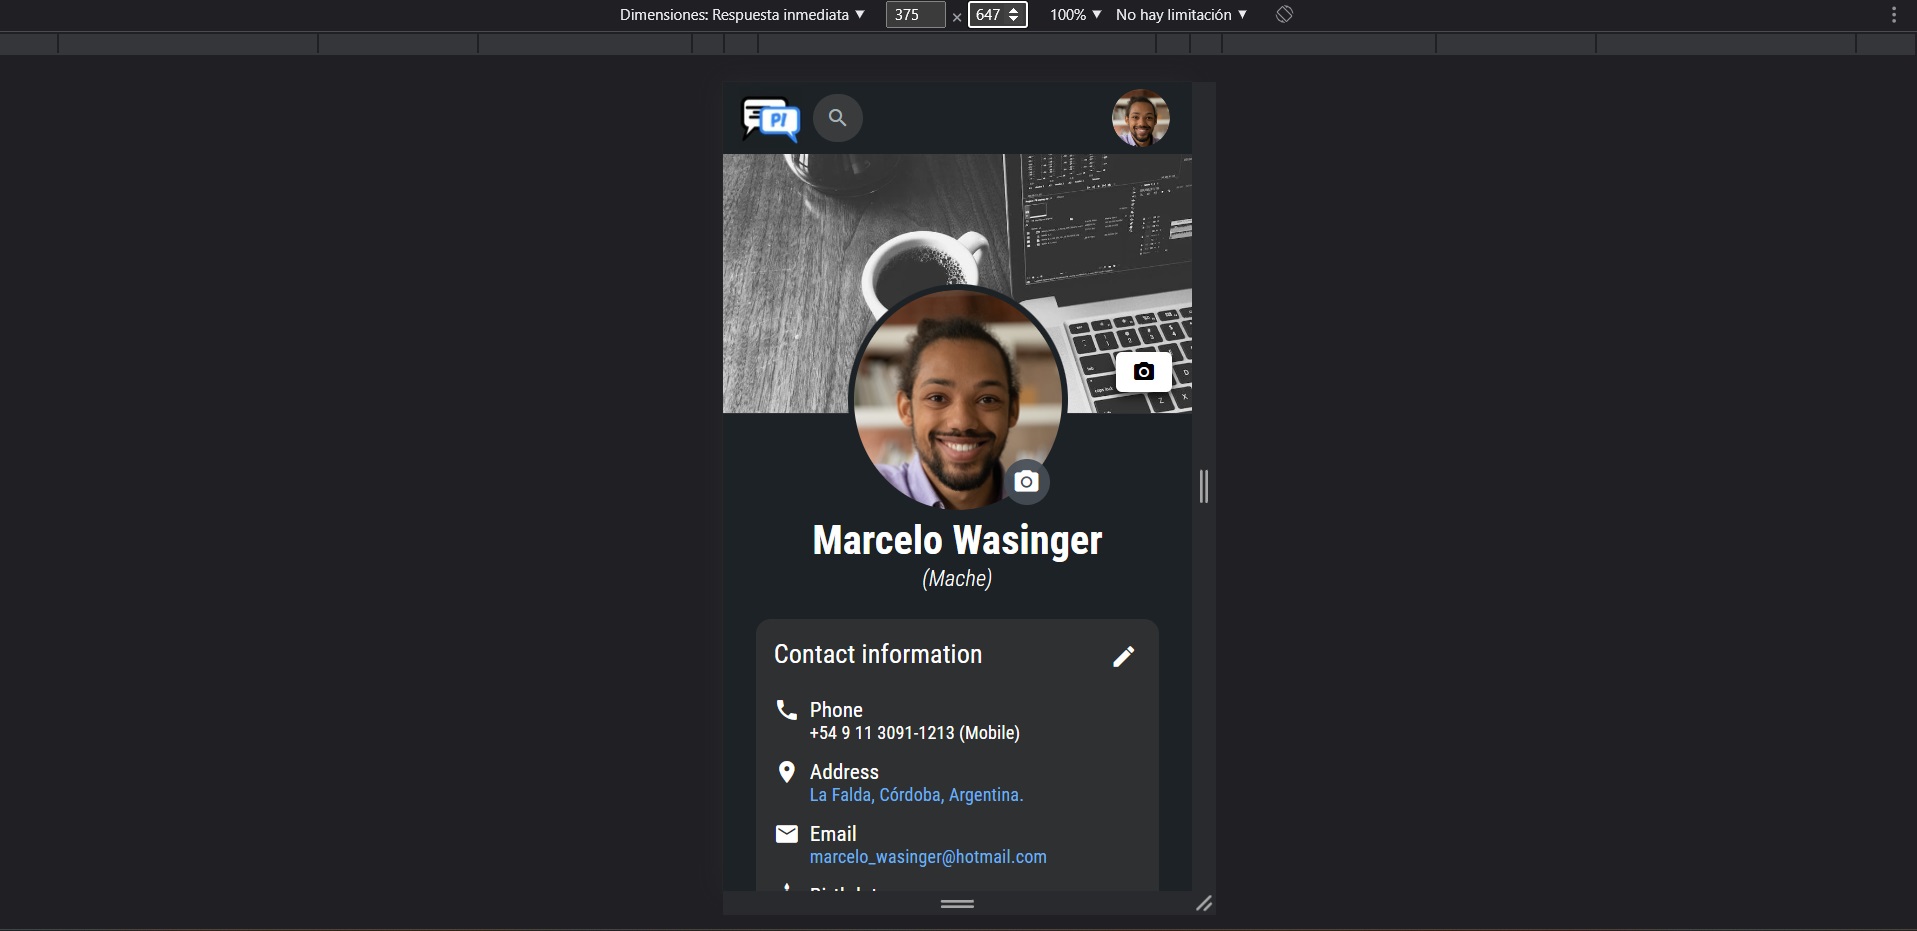 Dimensiones: Respuesta inmediata ▼ 375 × 647 100% ▼ No hay limitación ▼
PI
Marcelo Wasinger
(Mache)
Contact information
Phone
+54 9 11 3091-1213 (Mobile)
Address
La Falda, Córdoba, Argentina.
Email
marcelo_wasinger@hotmail.com